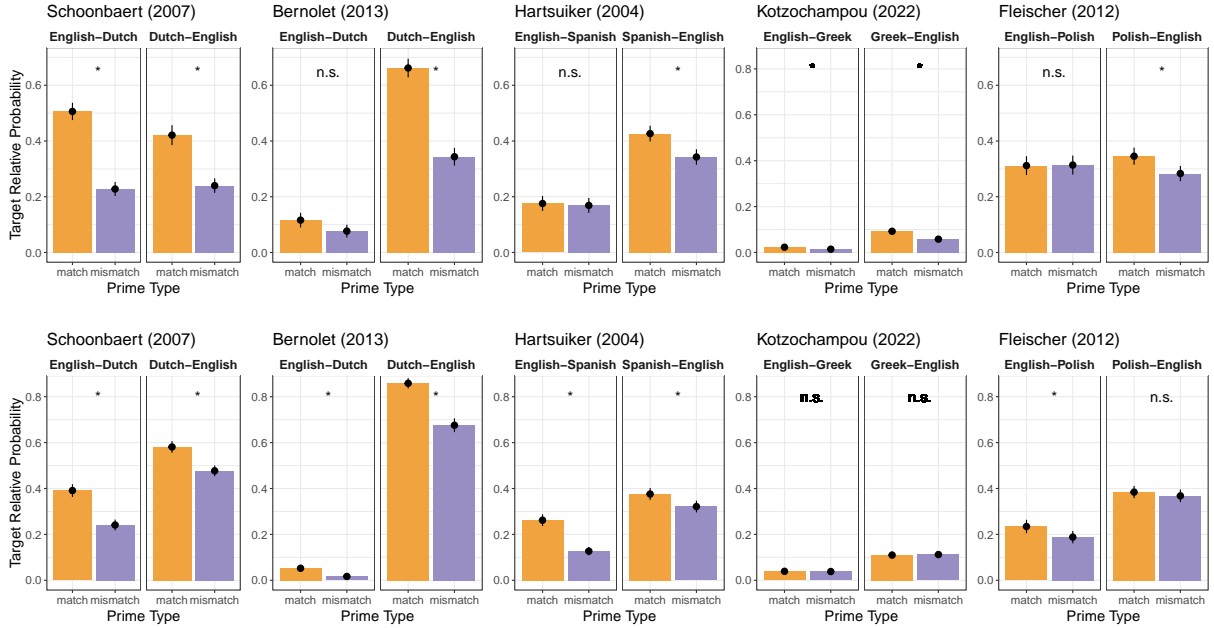 Schoonbaert (2007) Bernolet (2013) Hartsuiker (2004) Kotzochampou (2022) Fleischer (2012)
English−Dutch Dutch−English English−Dutch Dutch−English English−Spanish Spanish−English English−Greek Greek−English English−Polish Polish−English
* * n.s. * n.s. * * * n.s. *
Target Relative Probability
0.6 0.6 0.6 0.8 0.6
0.4 0.4 0.4 0.6 0.4
0.2 0.2 0.2 0.4 0.2
0.0 0.0 0.0 0.2 0.0
0.0
match mismatch match mismatch match mismatch match mismatch match mismatch match mismatch match mismatch match mismatch match mismatch match mismatch
Prime Type Prime Type Prime Type Prime Type Prime Type
Schoonbaert (2007) Bernolet (2013) Hartsuiker (2004) Kotzochampou (2022) Fleischer (2012)
English−Dutch Dutch−English English−Dutch Dutch−English English−Spanish Spanish−English English−Greek Greek−English English−Polish Polish−English
* * * * * * n.s. n.s. * n.s.
Target Relative Probability
0.8 0.8 0.8 0.8 0.8
0.6 0.6 0.6 0.6 0.6
0.4 0.4 0.4 0.4 0.4
0.2 0.2 0.2 0.2 0.2
0.0 0.0 0.0 0.0 0.0
match mismatch match mismatch match mismatch match mismatch match mismatch match mismatch match mismatch match mismatch match mismatch match mismatch
Prime Type Prime Type Prime Type Prime Type Prime Type